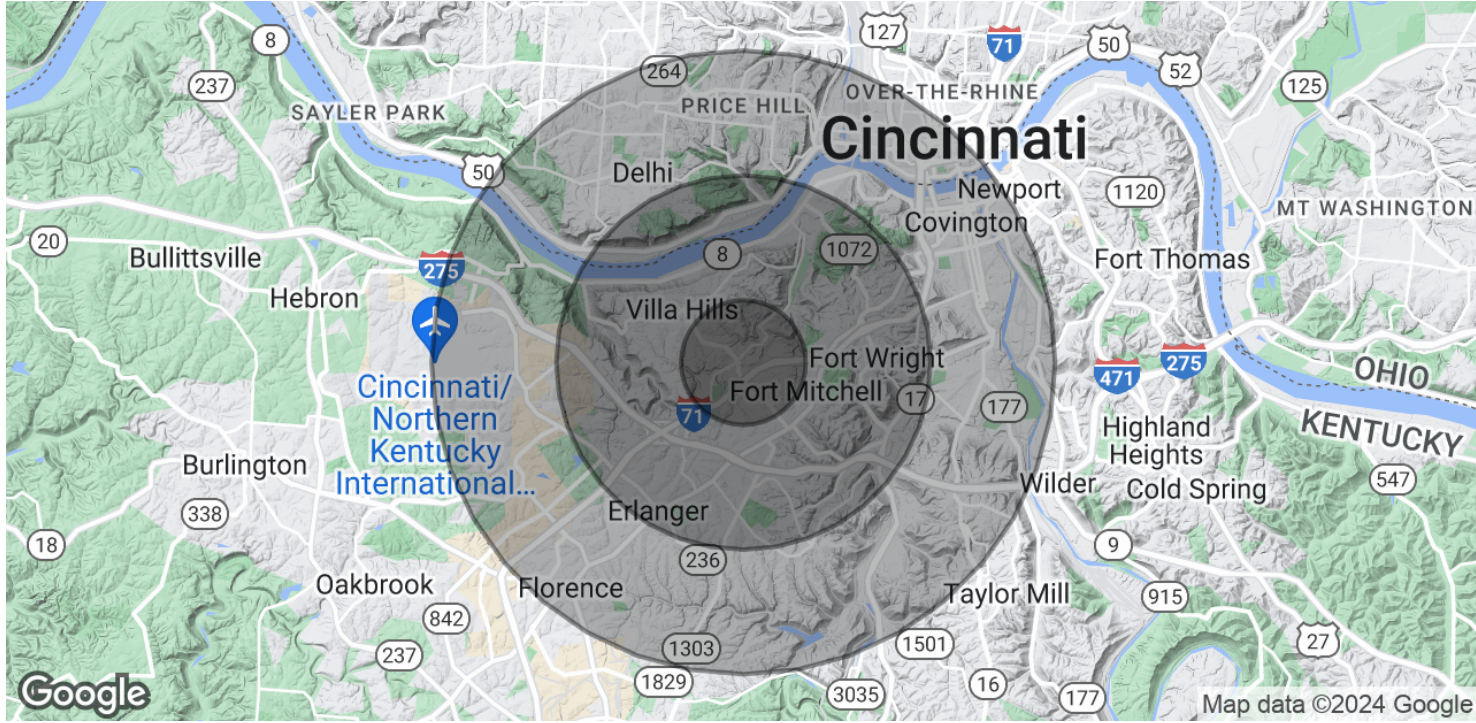 8
127
71
50
264
52
237
125
OVER-THE-RHINE
PRICE HILL
SAYLER PARK
Cincinnati
50
Delhi
Newport
1120
MT WASHINGTON
Covington
20
Bullittsville
8
1072
Fort Thomas
275
Hebron
Villa Hills
Fort Wright
275
OHIO
471
Fort Mitchell
17
177
71
Cincinnati/
Northern
Kentucky
International...
KENTUCKY
Highland
Heights
Burlington
547
Wilder
Cold Spring
338
Erlanger
18
9
236
Oakbrook
Florence
Taylor Mill
915
842
27
1501
237
1303
1829
16
3035
177
Google
Map data ©2024 Google